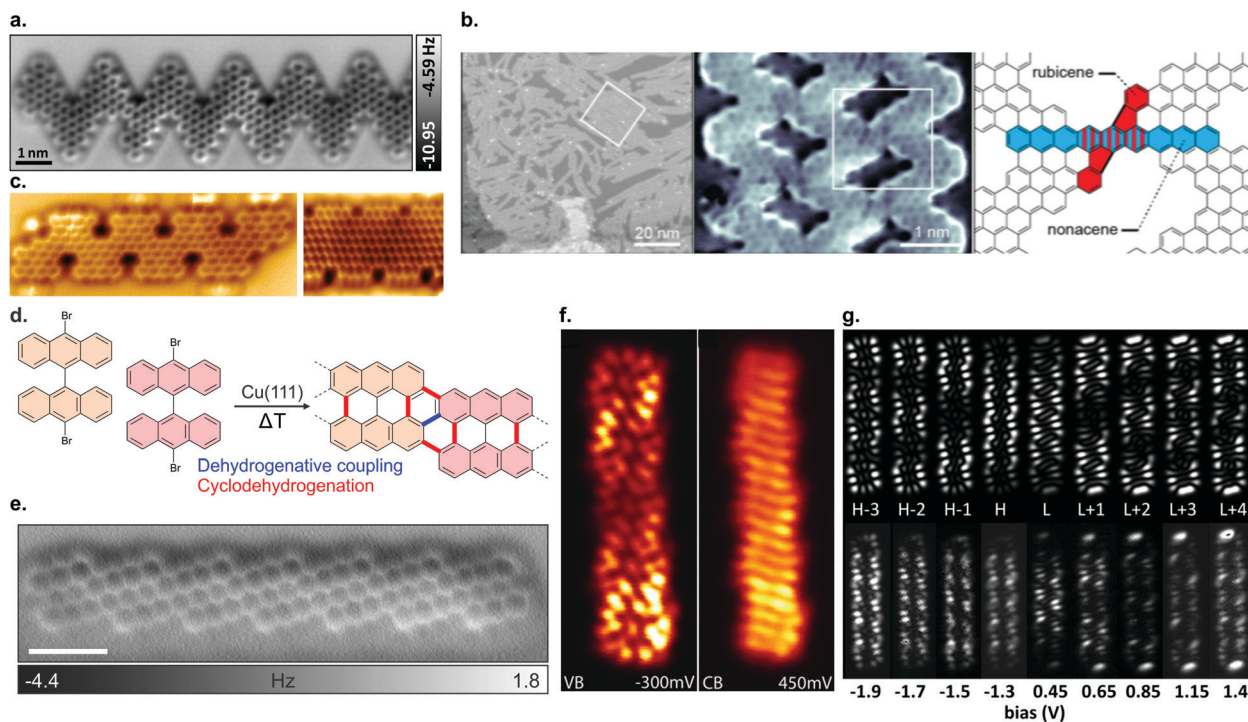 a.
-4.59 Hz
-10.95
1 nm
b.
20 nm
1 nm
rubicene
nonacene
c.
d.
Br
Br
Br
Br
Cu(111)
ΔT
Dehydrogenative coupling
Cyclodehydrogenation
e.
-4.4 Hz 1.8
f.
VB -300mV
CB 450mV
g.
H-3 H-2 H-1 H L L+1 L+2 L+3 L+4
-1.9 -1.7 -1.5 -1.3 0.45 0.65 0.85 1.15 1.4
bias (V)